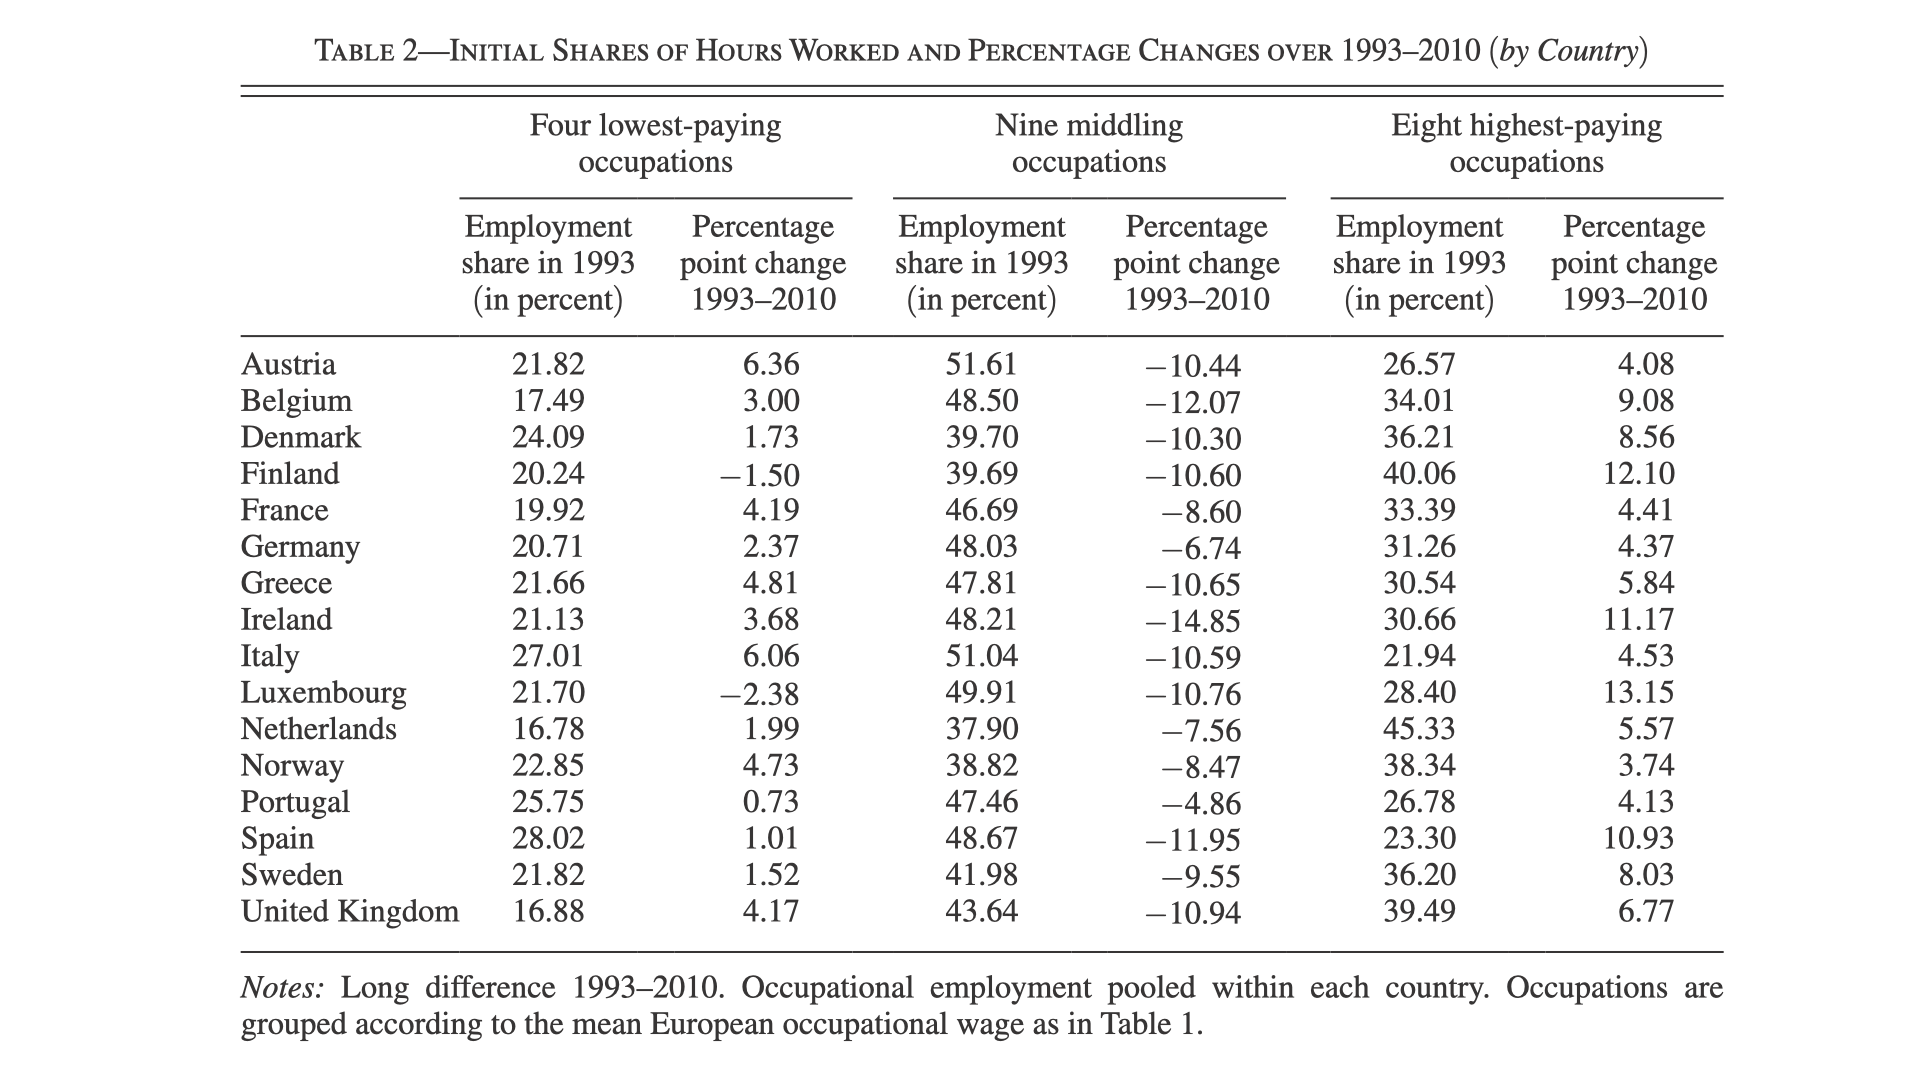 TABLE 2—INITIAL SHARES OF HOURS WORKED AND PERCENTAGE CHANGES OVER 1993–2010 (by Country)
Four lowest-paying occupations Nine middling occupations Eight highest-paying occupations
Employment share in 1993 (in percent) Percentage point change 1993–2010 Employment share in 1993 (in percent) Percentage point change 1993–2010 Employment share in 1993 (in percent) Percentage point change 1993–2010
Austria 21.82 6.36 51.61 −10.44 26.57 4.08
Belgium 17.49 3.00 48.50 −12.07 34.01 9.08
Denmark 24.09 1.73 39.70 −10.30 36.21 8.56
Finland 20.24 −1.50 39.69 −10.60 40.06 12.10
France 19.92 4.19 46.69 −8.60 33.39 4.41
Germany 20.71 2.37 48.03 −6.74 31.26 4.37
Greece 21.66 4.81 47.81 −10.65 30.54 5.84
Ireland 21.13 3.68 48.21 −14.85 30.66 11.17
Italy 27.01 6.06 51.04 −10.59 21.94 4.53
Luxembourg 21.70 −2.38 49.91 −10.76 28.40 13.15
Netherlands 16.78 1.99 37.90 −7.56 45.33 5.57
Norway 22.85 4.73 38.82 −8.47 38.34 3.74
Portugal 25.75 0.73 47.46 −4.86 26.78 4.13
Spain 28.02 1.01 48.67 −11.95 23.30 10.93
Sweden 21.82 1.52 41.98 −9.55 36.20 8.03
United Kingdom 16.88 4.17 43.64 −10.94 39.49 6.77
Notes: Long difference 1993–2010. Occupational employment pooled within each country. Occupations are
grouped according to the mean European occupational wage as in Table 1.